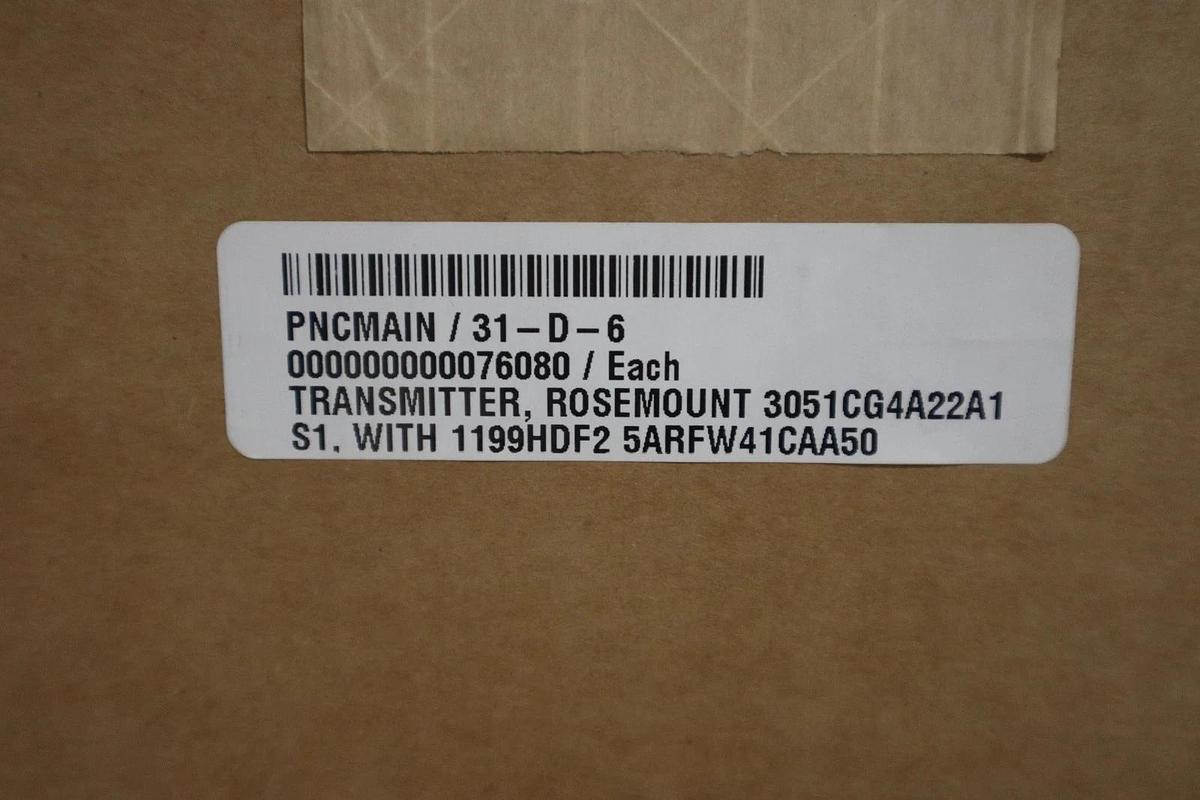 PNCMAIN / 31-D-6
000000000076080 / Each
TRANSMITTER, ROSEMOUNT 3051CG4A22A1
S1, WITH 1199HDF2 5ARFW41CAA50